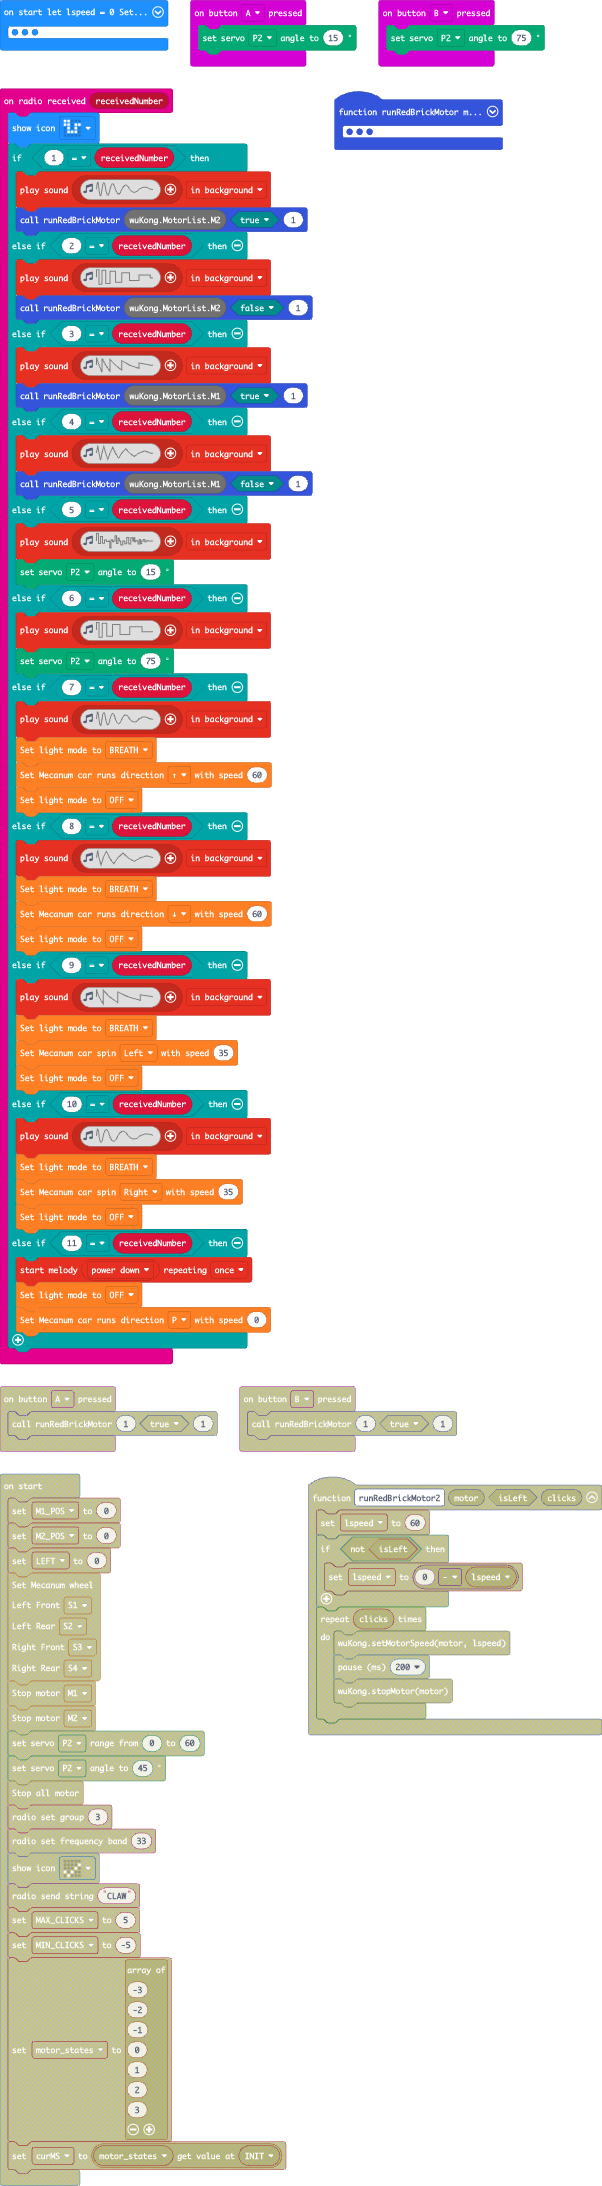 on start let lspeed = 0 Set...
on button A pressed
set servo P2 angle to 15 °
on button B pressed
set servo P2 angle to 75 °
on radio received receivedNumber
function runRedBrickMotor m...
show icon
if 1 = receivedNumber then
play sound in background
call runRedBrickMotor wuKong.MotorList.M2 true 1
else if 2 = receivedNumber then
play sound in background
call runRedBrickMotor wuKong.MotorList.M2 false 1
else if 3 = receivedNumber then
play sound in background
call runRedBrickMotor wuKong.MotorList.M1 true 1
else if 4 = receivedNumber then
play sound in background
call runRedBrickMotor wuKong.MotorList.M1 false 1
else if 5 = receivedNumber then
play sound in background
set servo P2 angle to 15 °
else if 6 = receivedNumber then
play sound in background
set servo P2 angle to 75 °
else if 7 = receivedNumber then
play sound in background
Set light mode to BREATH
Set Mecanum car runs direction ↑ with speed 60
Set light mode to OFF
else if 8 = receivedNumber then
play sound in background
Set light mode to BREATH
Set Mecanum car runs direction ↓ with speed 60
Set light mode to OFF
else if 9 = receivedNumber then
play sound in background
Set light mode to BREATH
Set Mecanum car spin Left with speed 35
Set light mode to OFF
else if 10 = receivedNumber then
play sound in background
Set light mode to BREATH
Set Mecanum car spin Right with speed 35
Set light mode to OFF
else if 11 = receivedNumber then
start melody power down repeating once
Set light mode to OFF
Set Mecanum car runs direction P with speed 0
on button A pressed
call runRedBrickMotor 1 true 1
on button B pressed
call runRedBrickMotor 1 true 1
on start
set M1_POS to 0
set M2_POS to 0
set LEFT to 0
Set Mecanum wheel
Left Front S1
Left Rear S2
Right Front S3
Right Rear S4
Stop motor M1
Stop motor M2
set servo P2 range from 0 to 60
set servo P2 angle to 45 °
Stop all motor
radio set group 3
radio set frequency band 33
show icon
radio send string "CLAW"
set MAX_CLICKS to 5
set MIN_CLICKS to -5
array of
-3
-2
-1
set motor_states to 0
1
2
3
set curMS to motor_states get value at INIT
function runRedBrickMotor2 motor isLeft clicks
set lspeed to 60
if not isLeft then
set lspeed to 0 - lspeed
repeat clicks times
do wuKong.setMotorSpeed(motor, lspeed)
pause (ms) 200
wuKong.stopMotor(motor)